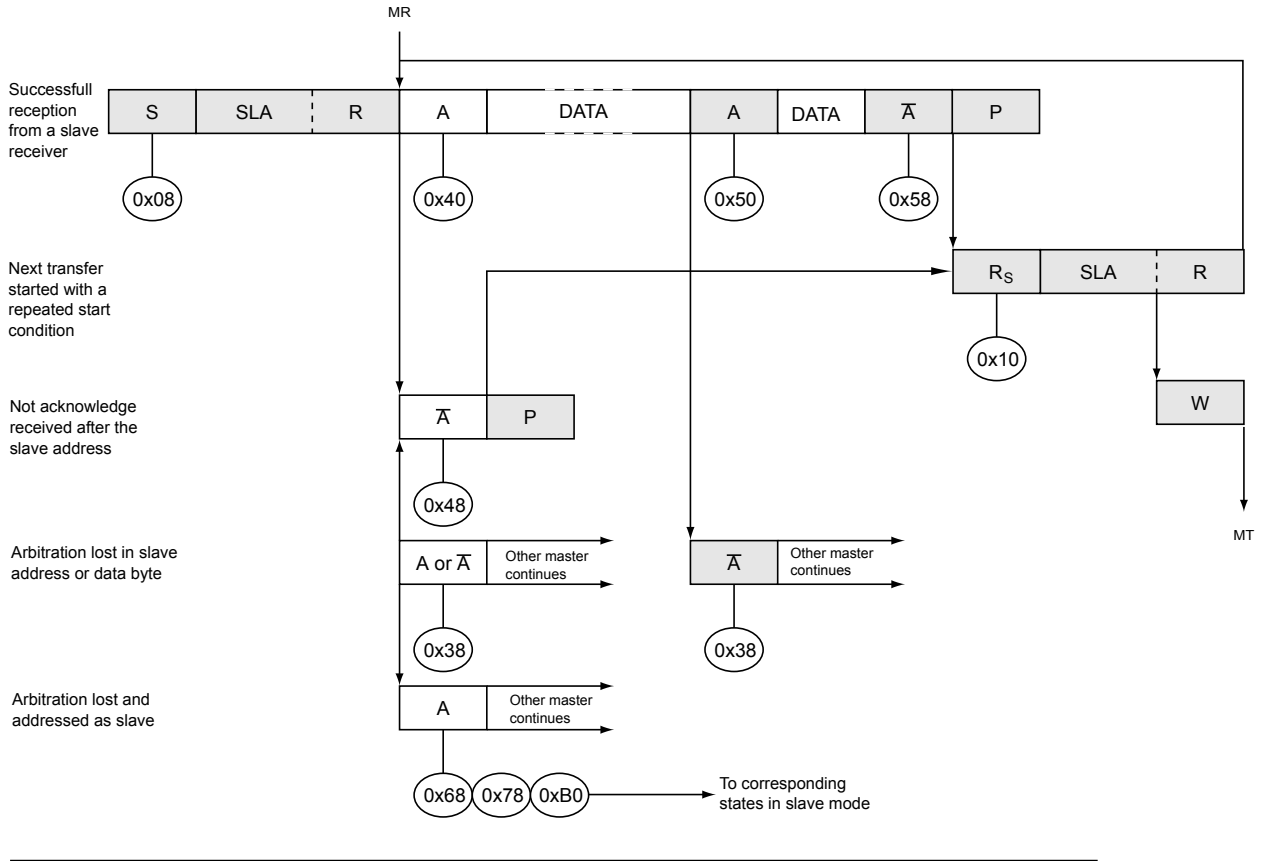 MR
Successfull
reception
from a slave
receiver
S SLA R A DATA A DATA A̅ P
0x08 0x40 0x50 0x58
Next transfer
started with a
repeated start
condition
RS SLA R
0x10
Not acknowledge
received after the
slave address
A̅ P
W
0x48
MT
Arbitration lost in slave
address or data byte
A or A̅ Other master
continues
A̅ Other master
continues
0x38 0x38
Arbitration lost and
addressed as slave
A Other master
continues
0x68 0x78 0xB0
To corresponding
states in slave mode